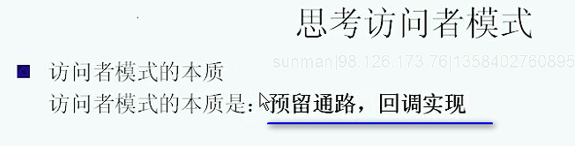 思考访问者模式
sunman|98.126.173.76|1358402760895
访问者模式的本质
访问者模式的本质是：预留通路，回调实现